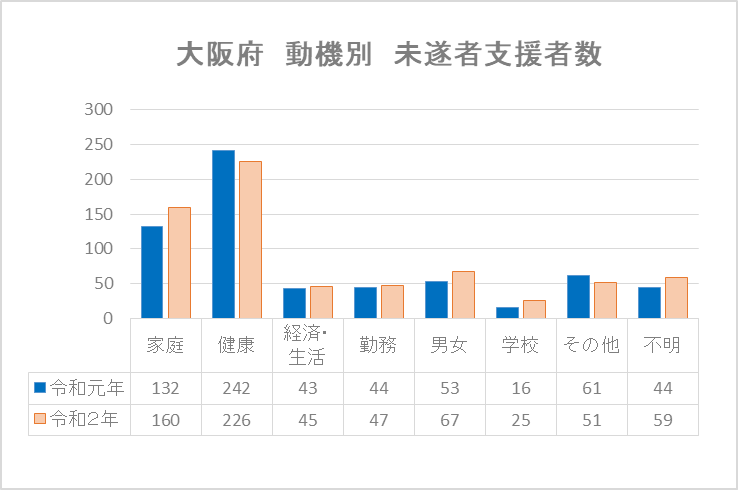 大阪府 動機別 未遂者支援者数
300
250
200
150
100
50
0
家庭 健康 経済・生活 勤務 男女 学校 その他 不明
令和元年 132 242 43 44 53 16 61 44
令和2年 160 226 45 47 67 25 51 59